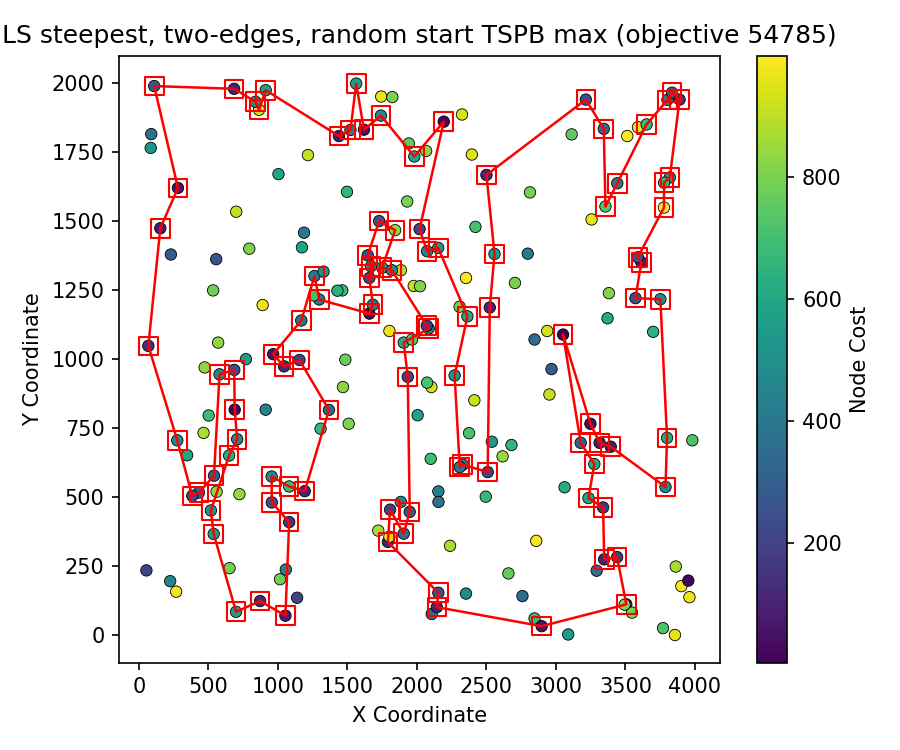 LS steepest, two-edges, random start TSPB max (objective 54785)
2000
1750
1500
1250
1000
750
500
250
0
Y Coordinate
0 500 1000 1500 2000 2500 3000 3500 4000
X Coordinate
800
600
400
200
Node Cost